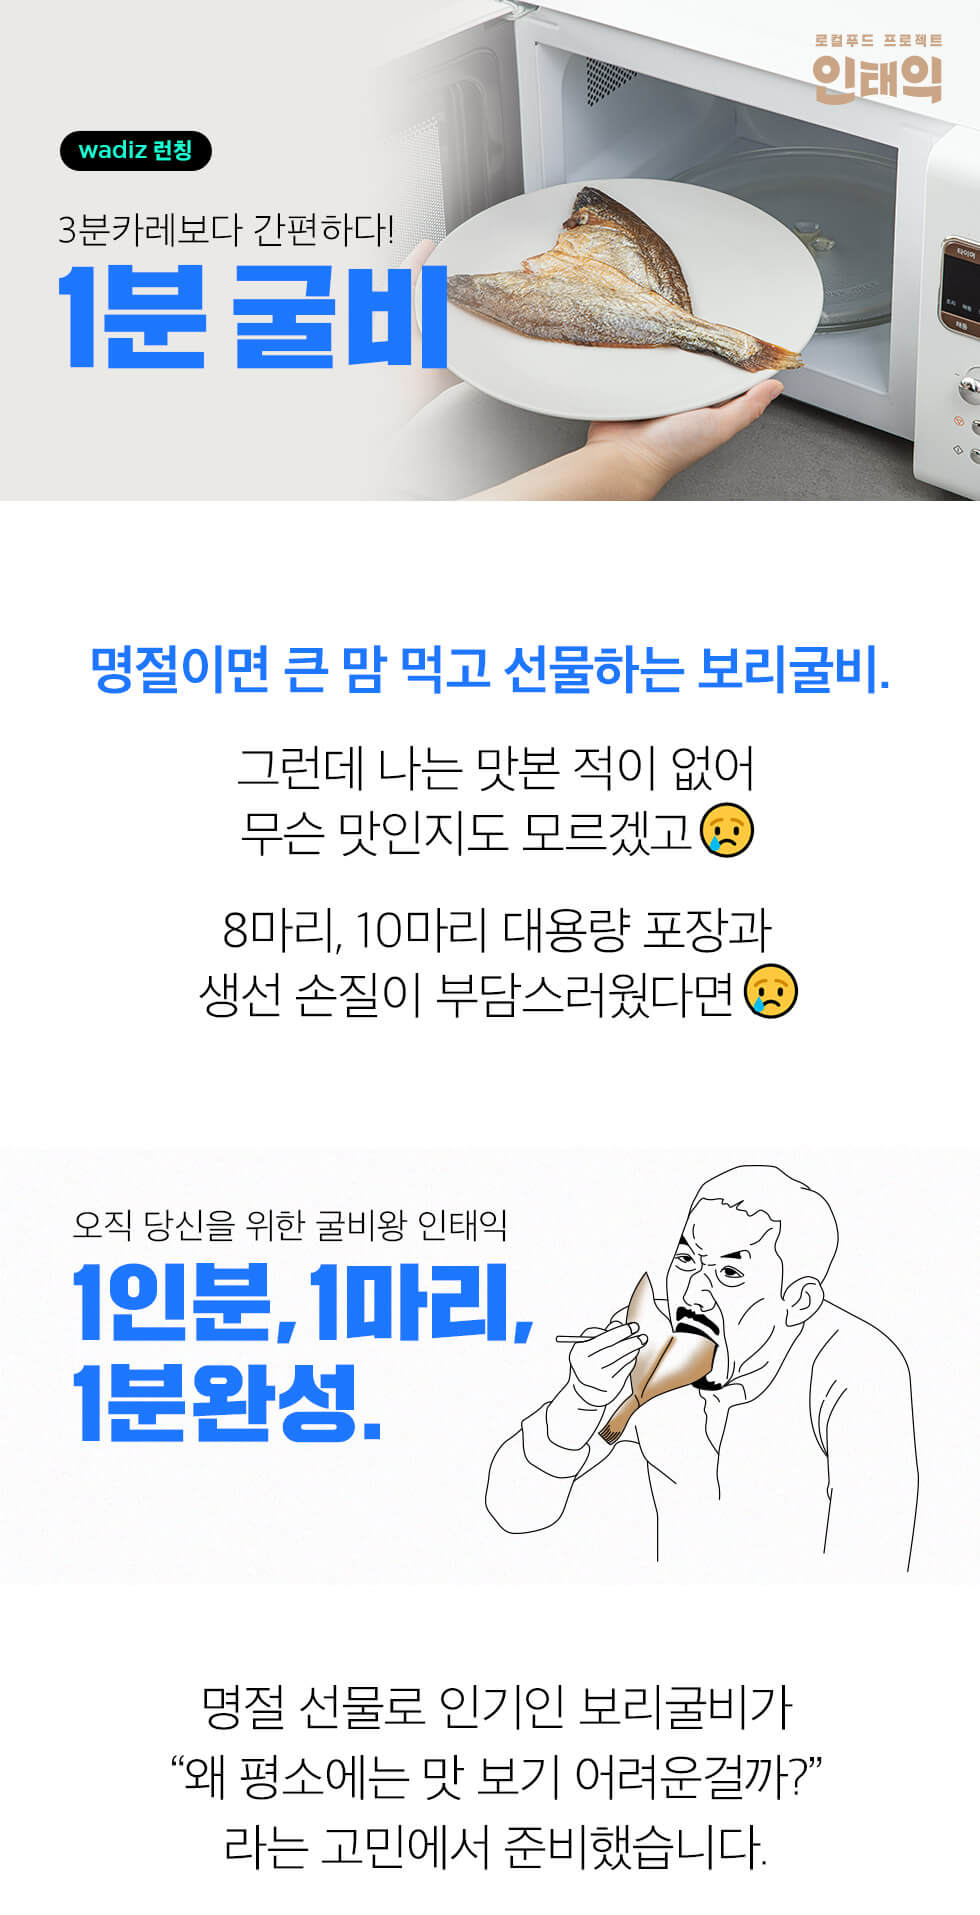 로컬푸드 프로젝트
인태익
wadiz 런칭
3분카레보다 간편하다!
1분 굴비
타이머
명절이면 큰 맘 먹고 선물하는 보리굴비.
그런데 나는 맛본 적이 없어
무슨 맛인지도 모르겠고
8마리, 10마리 대용량 포장과
생선 손질이 부담스러웠다면
오직 당신을 위한 굴비왕 인태익
1인분, 1마리,
1분완성.
명절 선물로 인기인 보리굴비가
“왜 평소에는 맛 보기 어려운걸까?”
라는 고민에서 준비했습니다.